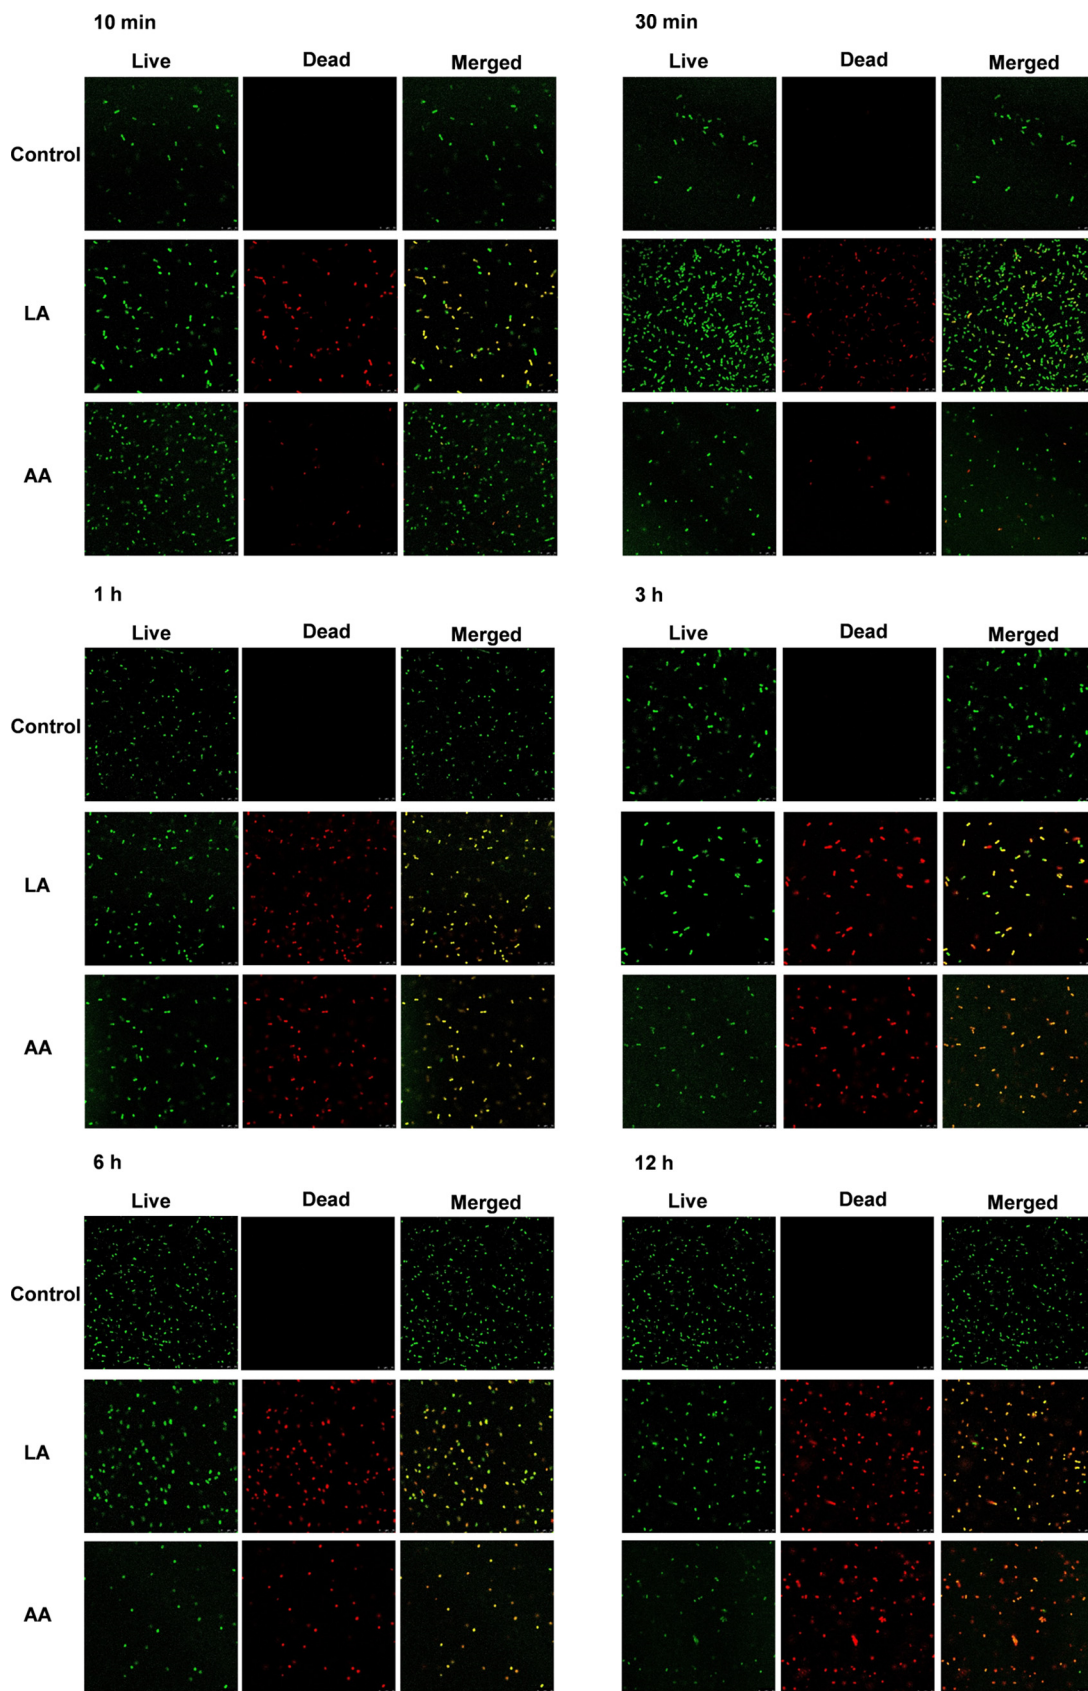 10 min
30 min
Live Dead Merged
Live Dead Merged
Control
LA
AA
1 h
3 h
Live Dead Merged
Live Dead Merged
Control
LA
AA
6 h
12 h
Live Dead Merged
Live Dead Merged
Control
LA
AA